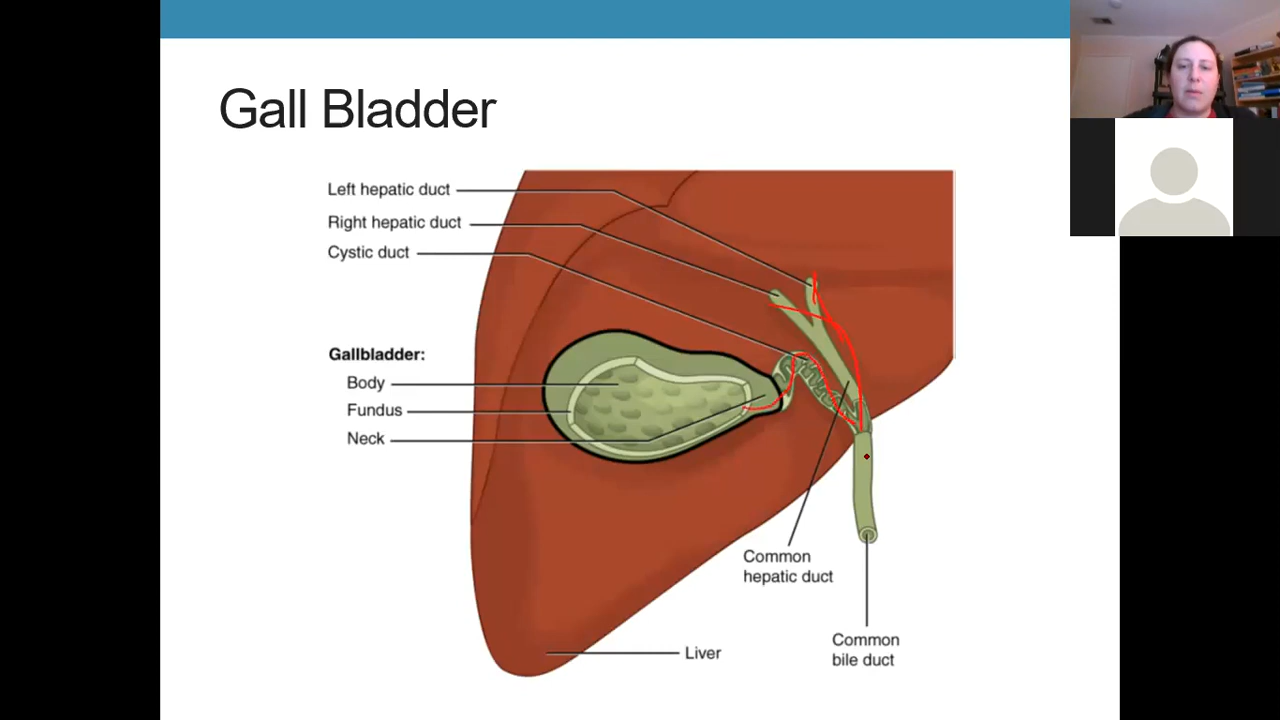 Gall Bladder
Left hepatic duct
Right hepatic duct
Cystic duct
Gallbladder:
Body
Fundus
Neck
Common
hepatic duct
Common
bile duct
Liver